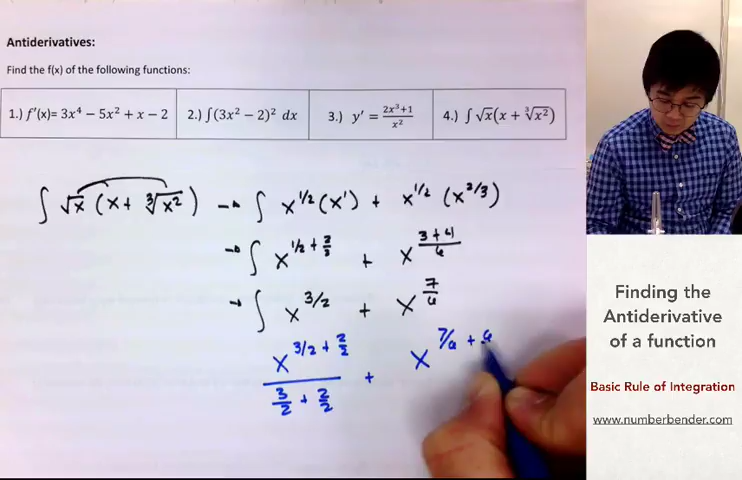 Antiderivatives:
Find the f(x) of the following functions:
1.) f'(x)= 3x⁴ − 5x² + x − 2
2.) ∫(3x² − 2)² dx
3.) y' = (2x³+1)/x²
4.) ∫ √x(x + ∛x²)
∫ √x (x + ∛x²) → ∫ x^1/2 (x¹) + x^1/2 (x^2/3)
→ ∫ x^(1/2 + 2/2) + x^((3+4)/6)
→ ∫ x^3/2 + x^7/6
x^(3/2 + 2/2) / (3/2 + 2/2) + x^(7/6 + 6
Finding the
Antiderivative
of a function
Basic Rule of Integration
www.numberbender.com